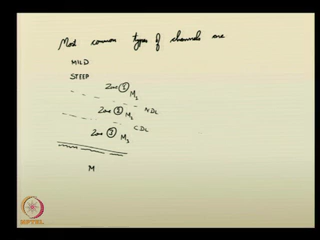 Most common types of channels are
MILD
STEEP
Zone ① M₁
NDL
Zone ② M₂
CDL
Zone ③ M₃
M
NPTEL